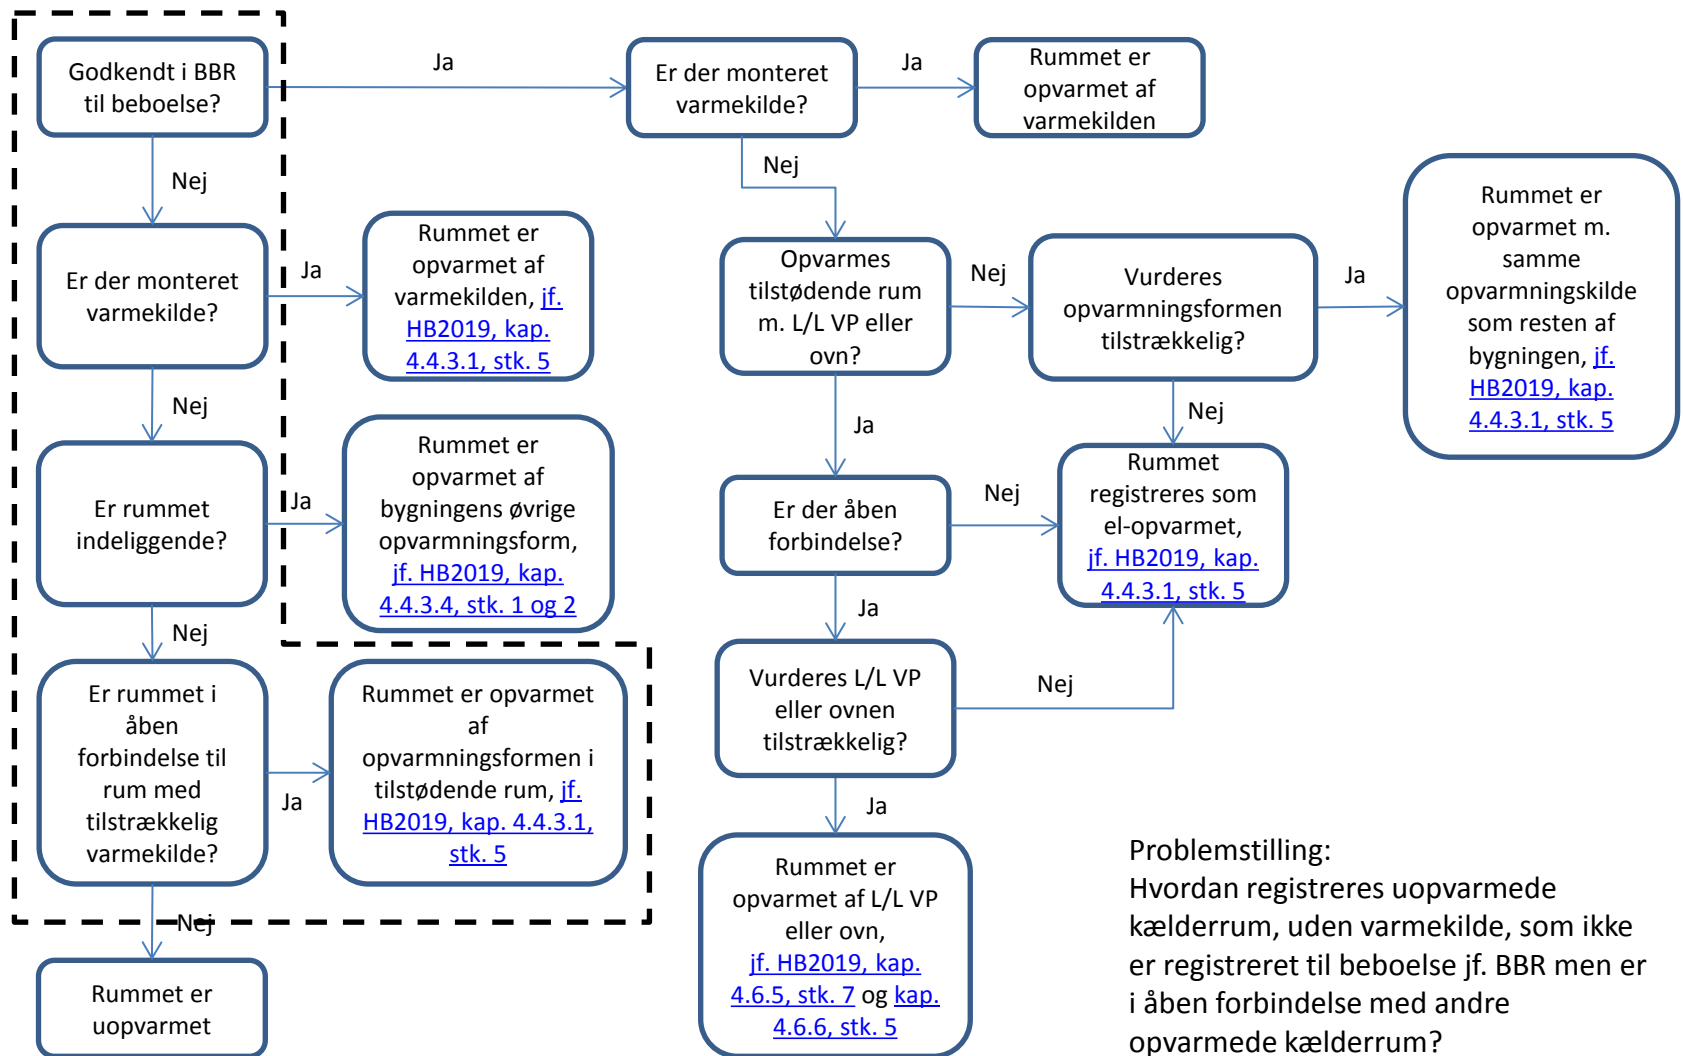 Godkendt i BBR
til beboelse?
Ja
Er der monteret
varmekilde?
Ja
Rummet er
opvarmet af
varmekilden
Nej
Nej
Er der monteret
varmekilde?
Ja
Rummet er
opvarmet af
varmekilden, jf.
HB2019, kap.
4.4.3.1, stk. 5
Opvarmes
tilstødende rum
m. L/L VP eller
ovn?
Nej
Vurderes
opvarmningsformen
tilstrækkelig?
Ja
Rummet er
opvarmet m.
samme
opvarmningskilde
som resten af
bygningen, jf.
HB2019, kap.
4.4.3.1, stk. 5
Nej
Ja
Nej
Er rummet
indeliggende?
Ja
Rummet er
opvarmet af
bygningens øvrige
opvarmningsform,
jf. HB2019, kap.
4.4.3.4, stk. 1 og 2
Er der åben
forbindelse?
Nej
Rummet
registreres som
el-opvarmet,
jf. HB2019, kap.
4.4.3.1, stk. 5
Nej
Ja
Er rummet i
åben
forbindelse til
rum med
tilstrækkelig
varmekilde?
Ja
Rummet er opvarmet
af
opvarmningsformen i
tilstødende rum, jf.
HB2019, kap. 4.4.3.1,
stk. 5
Vurderes L/L VP
eller ovnen
tilstrækkelig?
Nej
Ja
Nej
Rummet er
uopvarmet
Rummet er
opvarmet af L/L VP
eller ovn,
jf. HB2019, kap.
4.6.5, stk. 7 og kap.
4.6.6, stk. 5
Problemstilling:
Hvordan registreres uopvarmede
kælderrum, uden varmekilde, som ikke
er registreret til beboelse jf. BBR men er
i åben forbindelse med andre
opvarmede kælderrum?